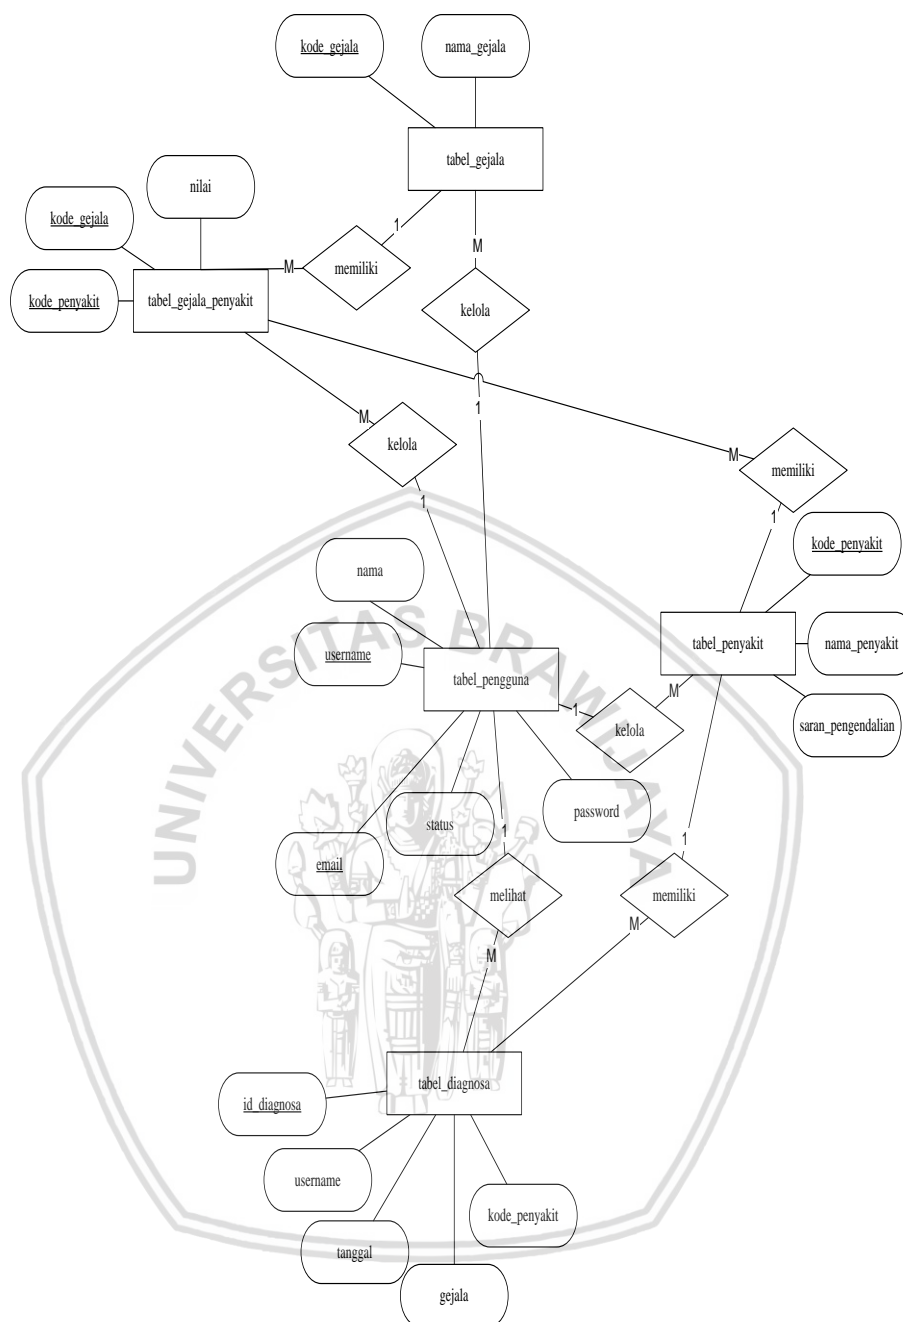 kode_gejala
nama_gejala
tabel_gejala
nilai
kode_gejala
1
M
M
memiliki
kode_penyakit
tabel_gejala_penyakit
kelola
1
M
kelola
M
memiliki
1
1
kode_penyakit
nama
UNIVERSITAS BRAWIJAYA
username
tabel_penyakit
nama_penyakit
tabel_pengguna
M
1
kelola
saran_pengendalian
password
status
email
1
1
melihat
memiliki
M
M
tabel_diagnosa
id_diagnosa
username
kode_penyakit
tanggal
gejala